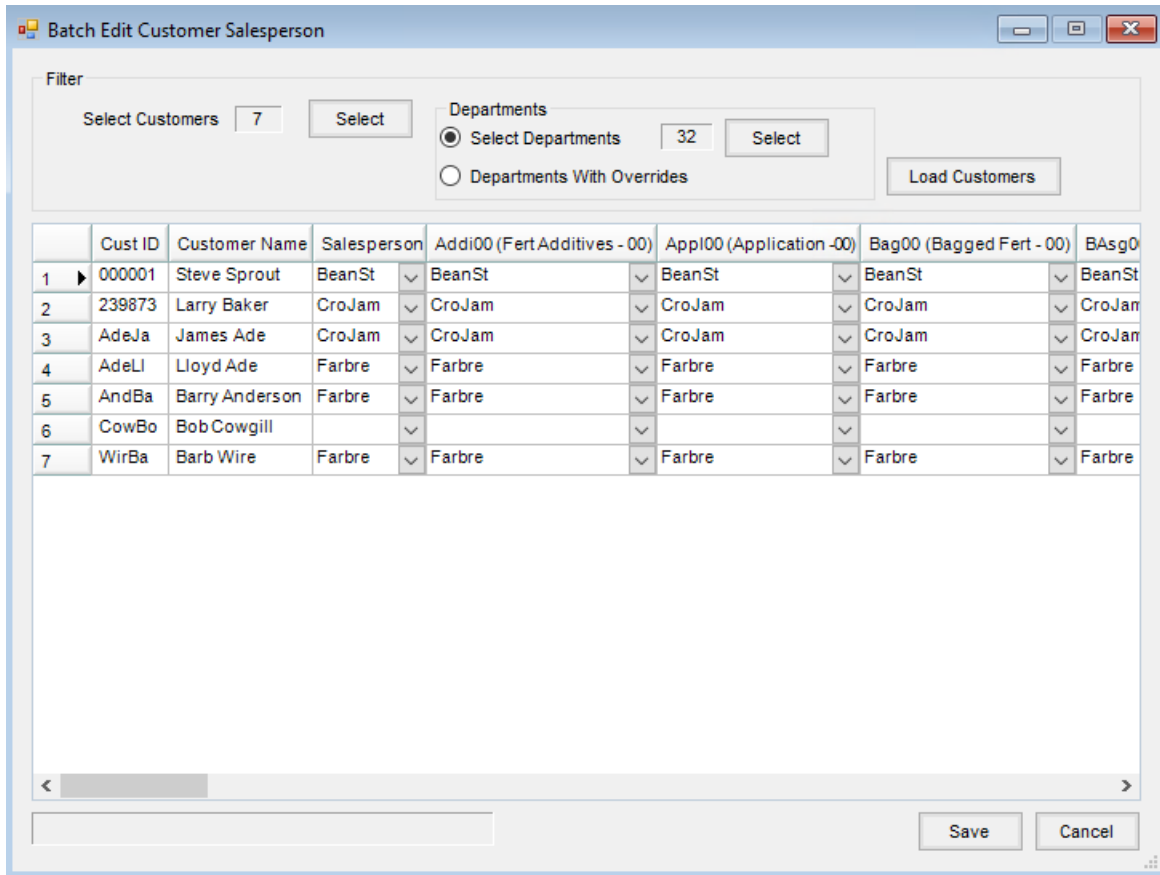 Batch Edit Customer Salesperson
Filter
Select Customers 7 Select
Departments
Select Departments 32 Select
Departments With Overrides
Load Customers
Cust ID Customer Name Salesperson Addi00 (Fert Additives - 00) Appl00 (Application -00) Bag00 (Bagged Fert - 00) BAsg0
1 000001 Steve Sprout BeanSt BeanSt BeanSt BeanSt BeanSt
2 239873 Larry Baker CroJam CroJam CroJam CroJam CroJam
3 AdeJa James Ade CroJam CroJam CroJam CroJam CroJam
4 AdeLl Lloyd Ade Farbre Farbre Farbre Farbre Farbre
5 AndBa Barry Anderson Farbre Farbre Farbre Farbre Farbre
6 CowBo Bob Cowgill
7 WirBa Barb Wire Farbre Farbre Farbre Farbre Farbre
Save Cancel